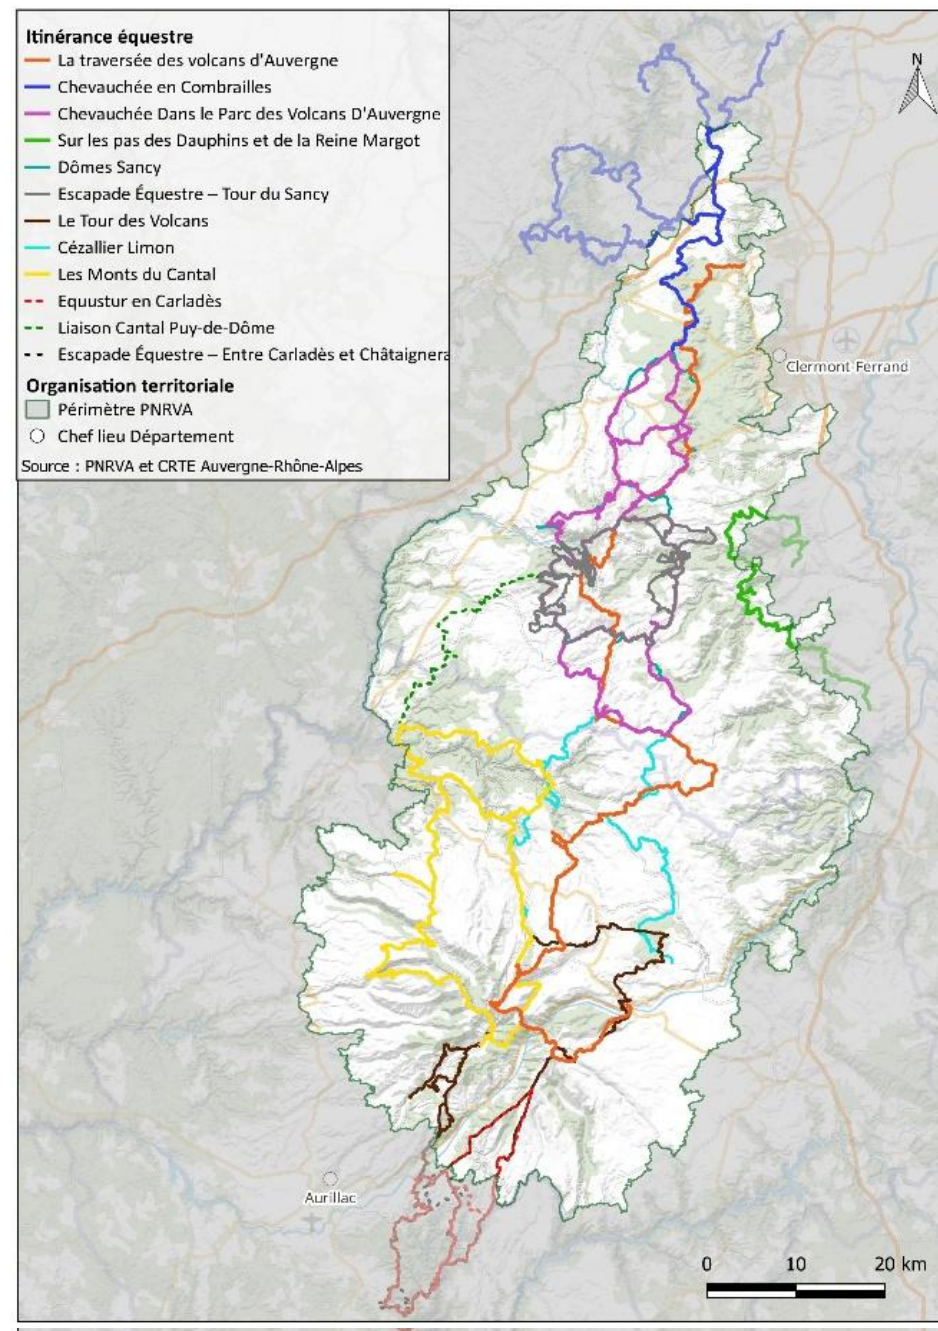 Itinérance équestre
La traversée des volcans d'Auvergne
Chevauchée en Combrailles
Chevauchée Dans le Parc des Volcans D'Auvergne
Sur les pas des Dauphins et de la Reine Margot
Dômes Sancy
Escapade Équestre – Tour du Sancy
Le Tour des Volcans
Cézallier Limon
Les Monts du Cantal
Equustur en Carladès
Liaison Cantal Puy-de-Dôme
Escapade Équestre – Entre Carladès et Châtaignera
Organisation territoriale
Périmètre PNRVA
Chef lieu Département
Source : PNRVA et CRTE Auvergne-Rhône-Alpes
N
Clermont-Ferrand
Aurillac
0 10 20 km